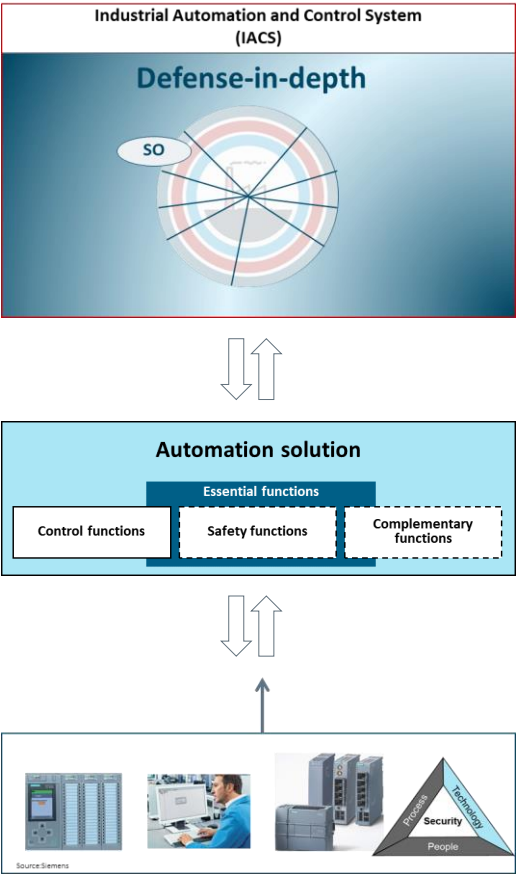 Industrial Automation and Control System
(IACS)
Defense-in-depth
SO
Automation solution
Essential functions
Control functions
Safety functions
Complementary
functions
Process
Technology
Security
People
Source:Siemens